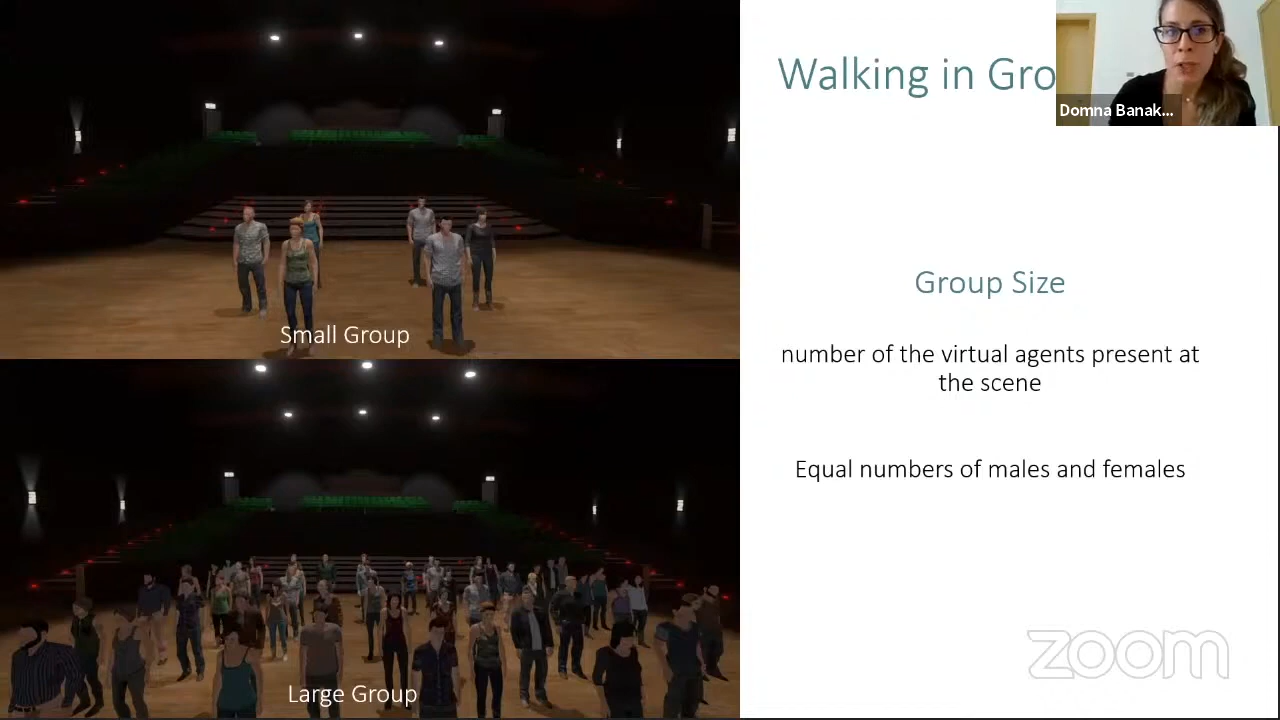 Walking in Gro
Domna Banak...
Group Size
number of the virtual agents present at
the scene
Equal numbers of males and females
Small Group
Large Group
zoom